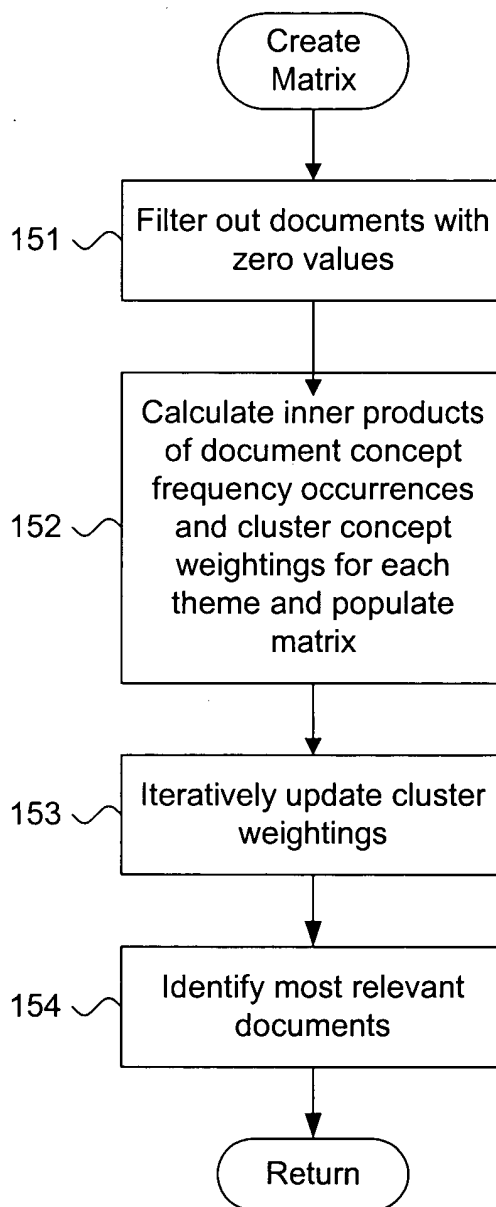 Create
Matrix
151
Filter out documents with
zero values
152
Calculate inner products
of document concept
frequency occurrences
and cluster concept
weightings for each
theme and populate
matrix
153
Iteratively update cluster
weightings
154
Identify most relevant
documents
Return